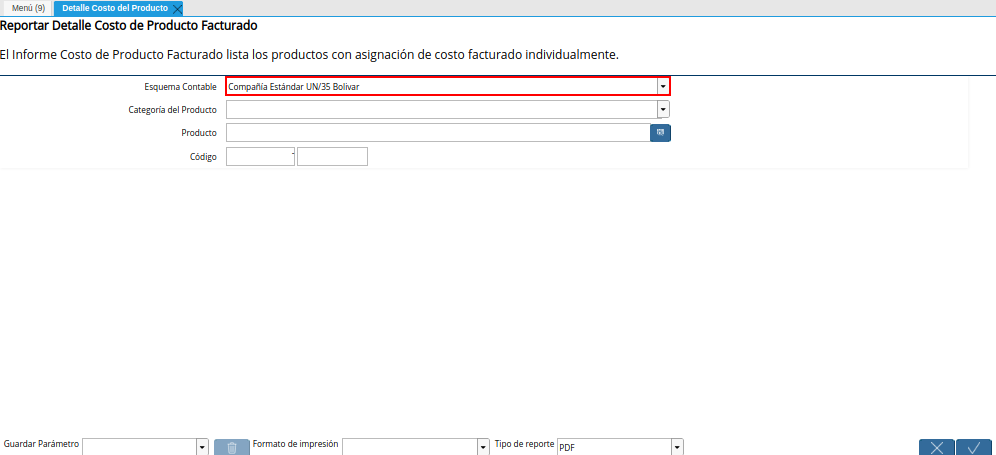 Menú (9) Detalle Costo del Producto
Reportar Detalle Costo de Producto Facturado
El Informe Costo de Producto Facturado lista los productos con asignación de costo facturado individualmente.
Esquema Contable Compañía Estándar UN/35 Bolivar
Categoría del Producto
Producto
Código -
Guardar Parámetro Formato de impresión Tipo de reporte PDF